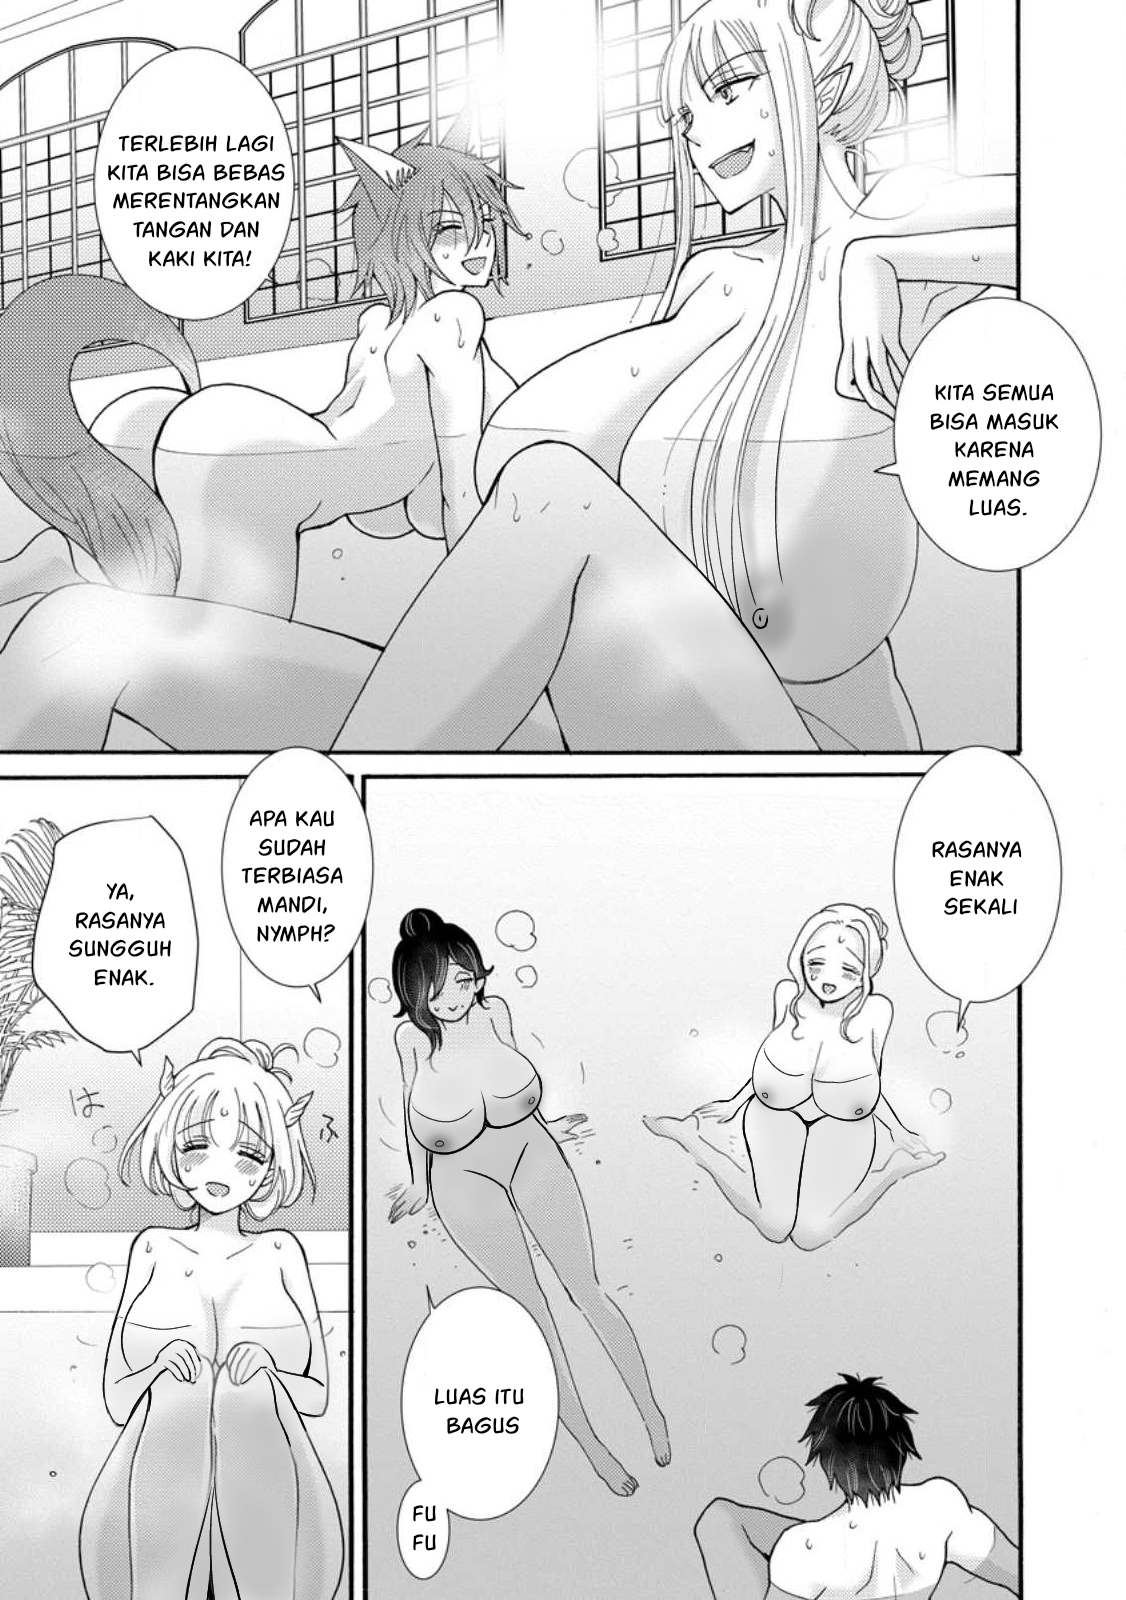 KITA SEMUA
BISA MASUK
KARENA
MEMANG
LUAS.
TERLEBIH LAGI
KITA BISA BEBAS
MERENTANGKAN
TANGAN DAN
KAKI KITA!
RASANYA
ENAK
SEKALI
LUAS ITU
BAGUS
FU
FU
APA KAU
SUDAH
TERBIASA
MANDI,
NYMPH?
YA,
RASANYA
SUNGGUH
ENAK.
は
ふ